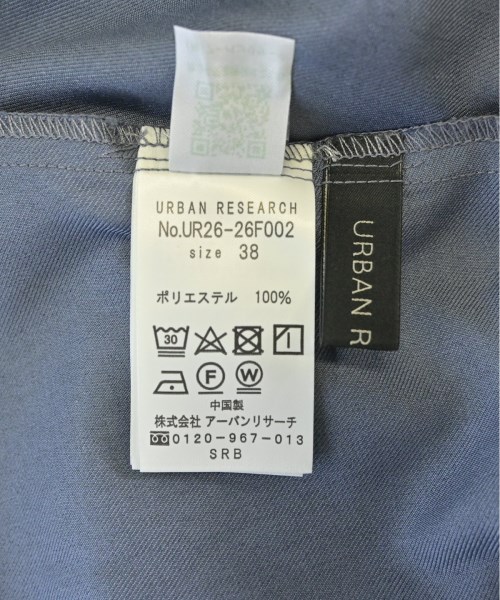 URBAN RESEARCH
No.UR26-26F002
size 38
ポリエステル 100%
30
F W
中国製
株式会社 アーバンリサーチ
0120-967-013
SRB
URBAN R